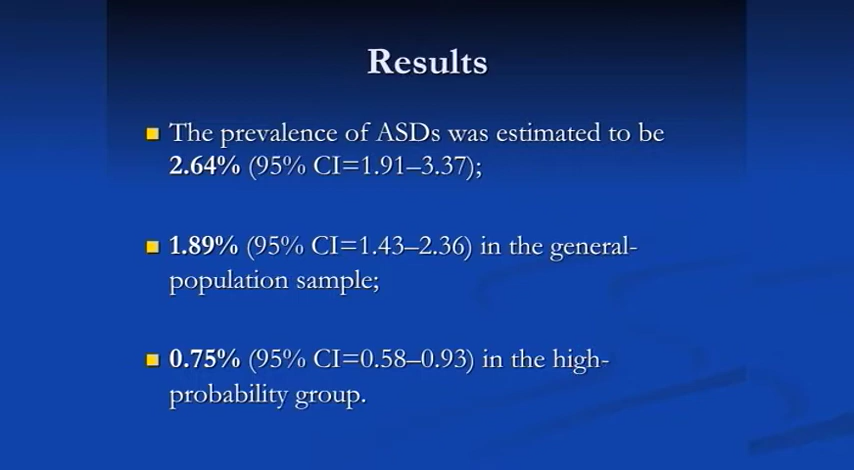 Results
The prevalence of ASDs was estimated to be
2.64% (95% CI=1.91–3.37);
1.89% (95% CI=1.43–2.36) in the general-
population sample;
0.75% (95% CI=0.58–0.93) in the high-
probability group.